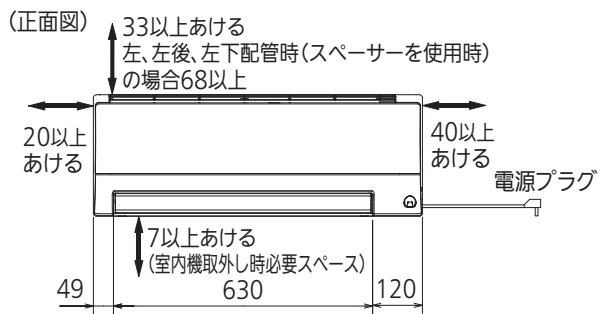 (正面図)
33以上あける
左、左後、左下配管時(スペーサーを使用時)
の場合68以上
20以上
あける
40以上
あける
電源プラグ
7以上あける
(室内機取外し時必要スペース)
49
630
120